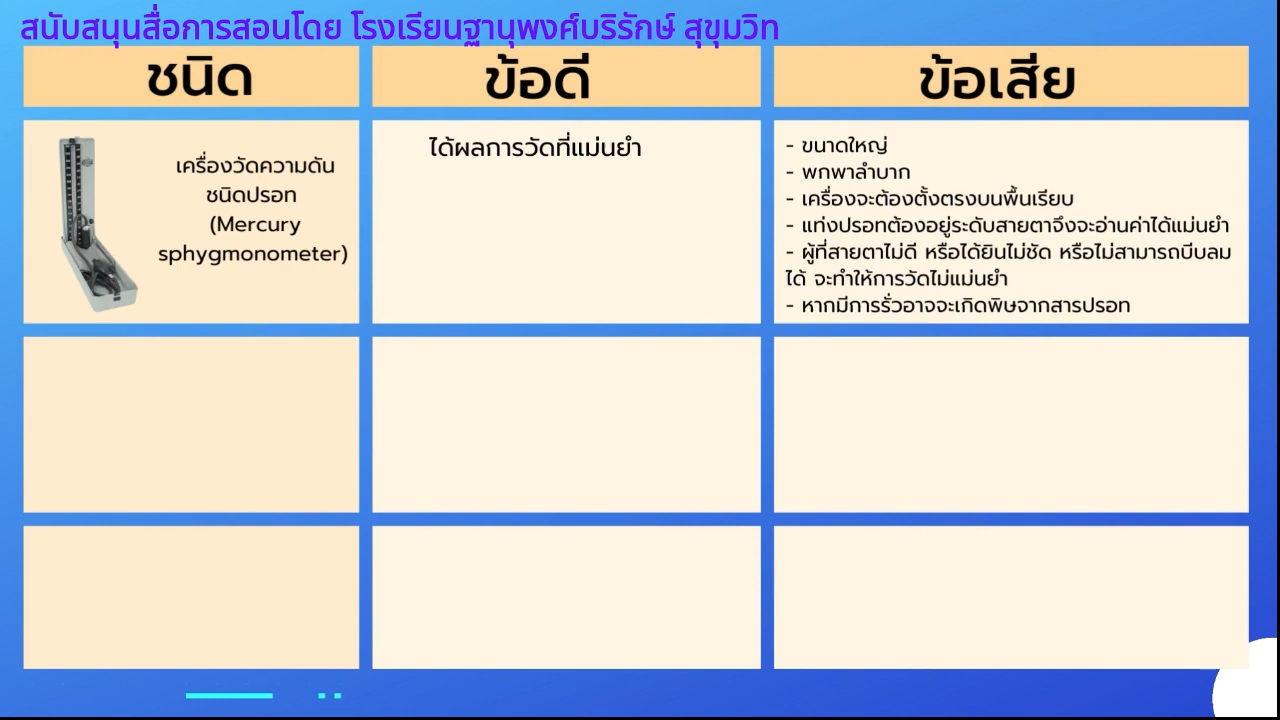 สนับสนุนสื่อการสอนโดย โรงเรียนฐานุพงศ์บริรักษ์ สุขุมวิท
ชนิด
ข้อดี
ข้อเสีย
เครื่องวัดความดัน
ชนิดปรอท
(Mercury
sphygmonometer)
ได้ผลการวัดที่แม่นยำ
- ขนาดใหญ่
- พกพาลำบาก
- เครื่องจะต้องตั้งตรงบนพื้นเรียบ
- แท่งปรอทต้องอยู่ระดับสายตาจึงจะอ่านค่าได้แม่นยำ
- ผู้ที่สายตาไม่ดี หรือได้ยินไม่ชัด หรือไม่สามารถบีบลม
ได้ จะทำให้การวัดไม่แม่นยำ
- หากมีการรั่วอาจจะเกิดพิษจากสารปรอท